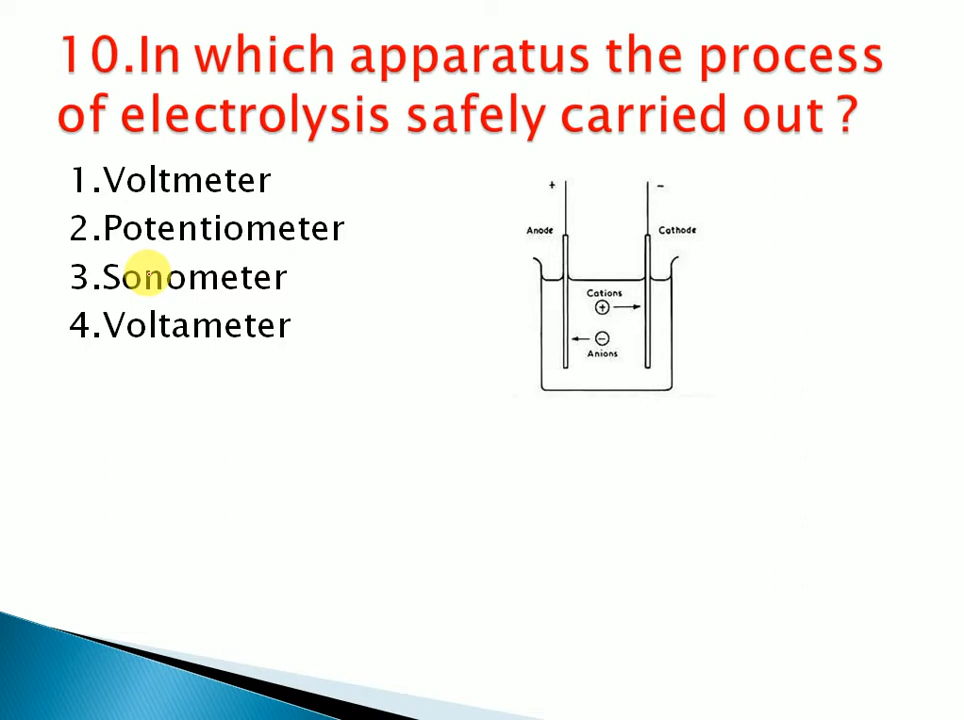 10.In which apparatus the process
of electrolysis safely carried out ?
1.Voltmeter
2.Potentiometer
3.Sonometer
4.Voltameter
+ -
Anode Cathode
Cations
+
-
Anions